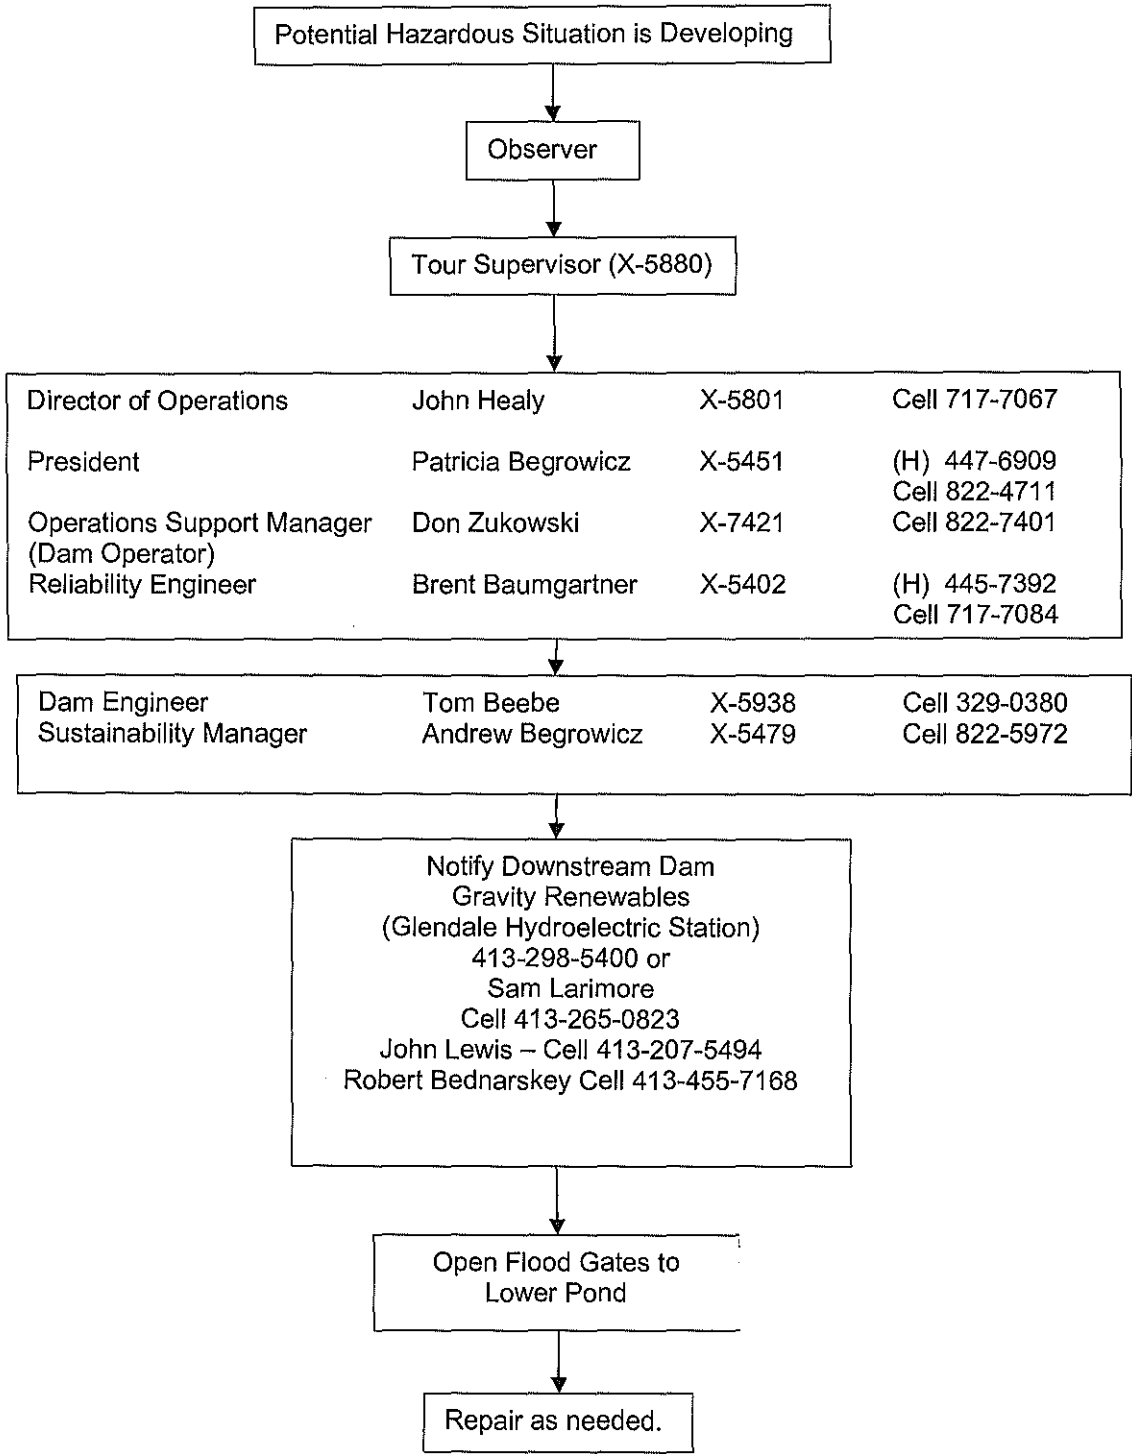 Potential Hazardous Situation is Developing
Observer
Tour Supervisor (X-5880)
Director of Operations John Healy X-5801 Cell 717-7067
President Patricia Begrowicz X-5451 (H) 447-6909
Cell 822-4711
Operations Support Manager Don Zukowski X-7421 Cell 822-7401
(Dam Operator)
Reliability Engineer Brent Baumgartner X-5402 (H) 445-7392
Cell 717-7084
Dam Engineer Tom Beebe X-5938 Cell 329-0380
Sustainability Manager Andrew Begrowicz X-5479 Cell 822-5972
Notify Downstream Dam
Gravity Renewables
(Glendale Hydroelectric Station)
413-298-5400 or
Sam Larimore
Cell 413-265-0823
John Lewis – Cell 413-207-5494
Robert Bednarskey Cell 413-455-7168
Open Flood Gates to
Lower Pond
Repair as needed.